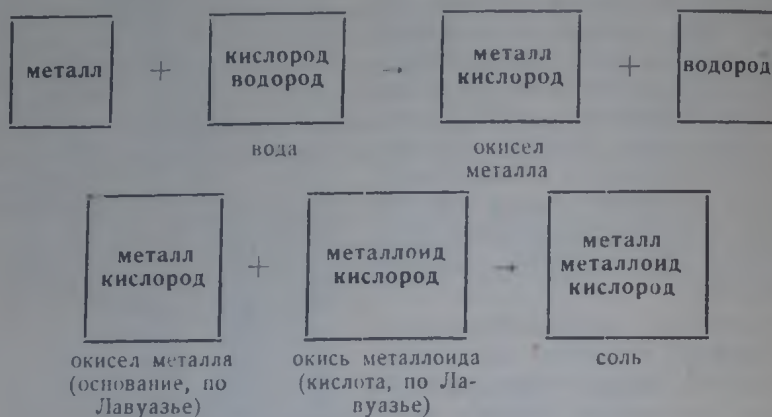 металл + кислород водород → металл кислород + водород
вода окисел металла
металл кислород + металлоид кислород → металл металлоид кислород
окисел металла (основание, по Лавуазье)
окись металлоида (кислота, по Ла-
вуазье)
соль